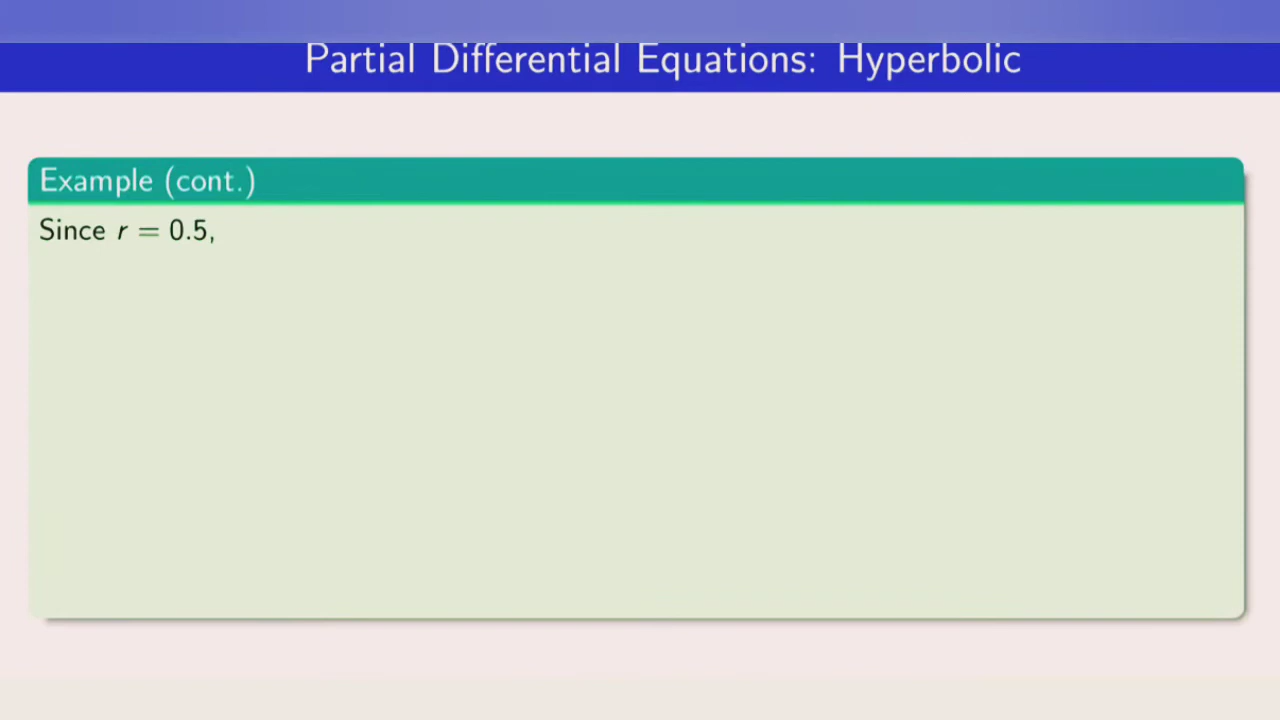 Partial Differential Equations: Hyperbolic
Example (cont.)
Since r = 0.5,